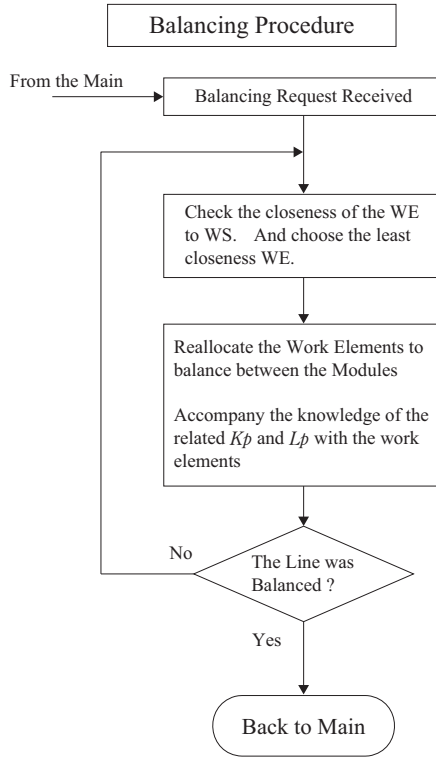 Balancing Procedure
From the Main
Balancing Request Received
Check the closeness of the WE
to WS. And choose the least
closeness WE.
Reallocate the Work Elements to
balance between the Modules
Accompany the knowledge of the
related Kp and Lp with the work
elements
No
The Line was
Balanced ?
Yes
Back to Main